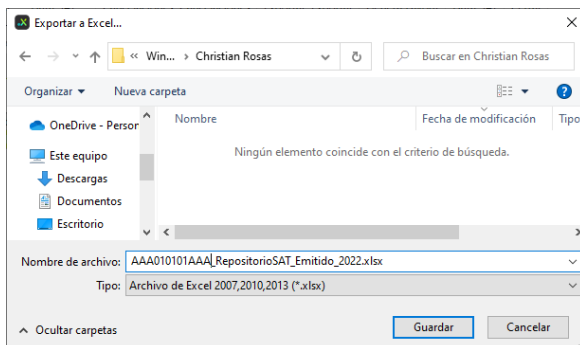 Exportar a Excel...
« Win... › Christian Rosas
Buscar en Christian Rosas
Organizar
Nueva carpeta
OneDrive - Person
Este equipo
Descargas
Documentos
Escritorio
Nombre
Fecha de modificación
Tipo
Ningún elemento coincide con el criterio de búsqueda.
Nombre de archivo: AAA010101AAA_RepositorioSAT_Emitido_2022.xlsx
Tipo: Archivo de Excel 2007,2010,2013 (*.xlsx)
Ocultar carpetas
Guardar
Cancelar